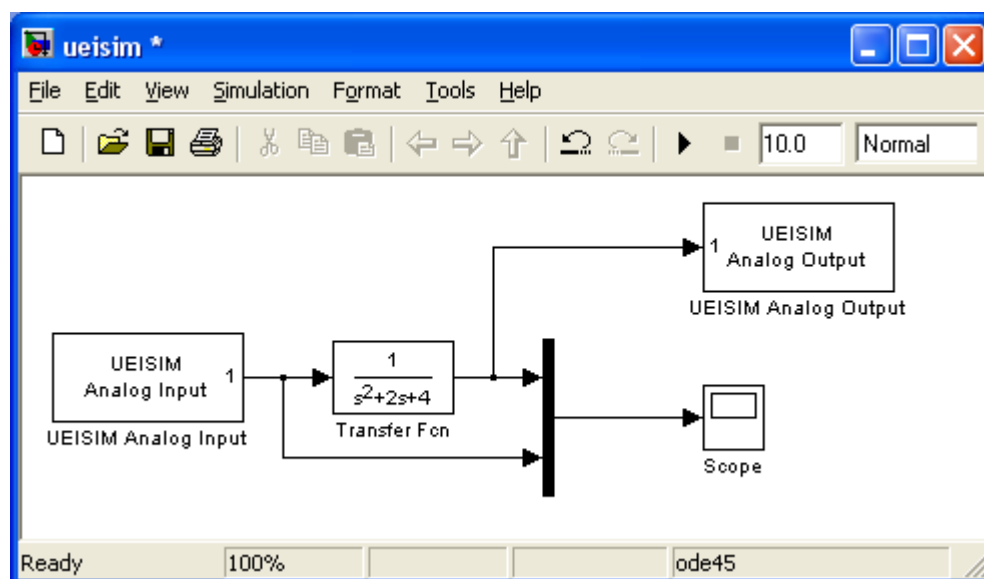 ueisim *
File Edit View Simulation Format Tools Help
10.0 Normal
UEISIM
Analog Output
1
UEISIM Analog Output
UEISIM
Analog Input
1
UEISIM Analog Input
1
s²+2s+4
Transfer Fcn
Scope
Ready 100% ode45